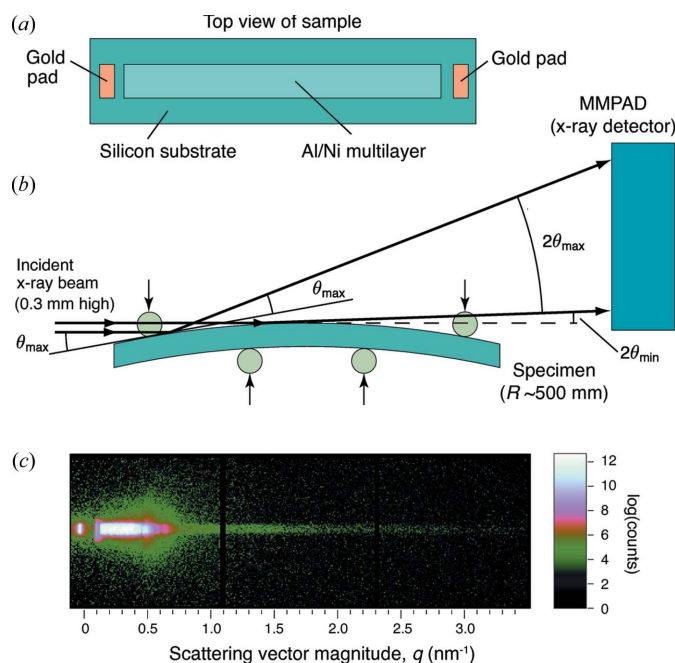 (a)
Top view of sample
Gold
pad
Gold
pad
Silicon substrate
Al/Ni multilayer
MMPAD
(x-ray detector)
(b)
Incident
x-ray beam
(0.3 mm high)
θmax
θmax
2θmax
2θmin
Specimen
(R ~500 mm)
(c)
12
10
8
6
4
2
0
log(counts)
0 0.5 1.0 1.5 2.0 2.5 3.0
Scattering vector magnitude, q (nm⁻¹)